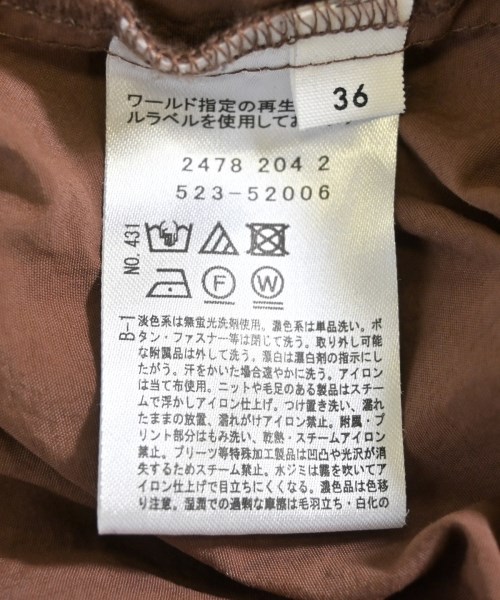 36
ワールド指定の再生
ルラベルを使用してお
2478 204 2
523-52006
NO. 431
F
W
B-1
淡色系は無蛍光洗剤使用。濃色系は単品洗い。ボ
タン・ファスナー等は閉じて洗う。取り外し可能
な附属品は外して洗う。漂白は漂白剤の指示にし
たがう。汗をかいた場合速やかに洗う。アイロン
は当て布使用。ニットや毛足のある製品はスチー
ムで浮かしアイロン仕上げ。つけ置き洗い、濡れ
たままの放置、濡れがけアイロン禁止。附属・プ
リント部分はもみ洗い、乾熱・スチームアイロン
禁止。プリーツ等特殊加工製品は凹凸や光沢が消
失するためスチーム禁止。水ジミは霧を吹いてア
イロン仕上げで目立ちにくくなる。濃色品は色移
り注意。湿潤での過剰な摩擦は毛羽立ち・白化の